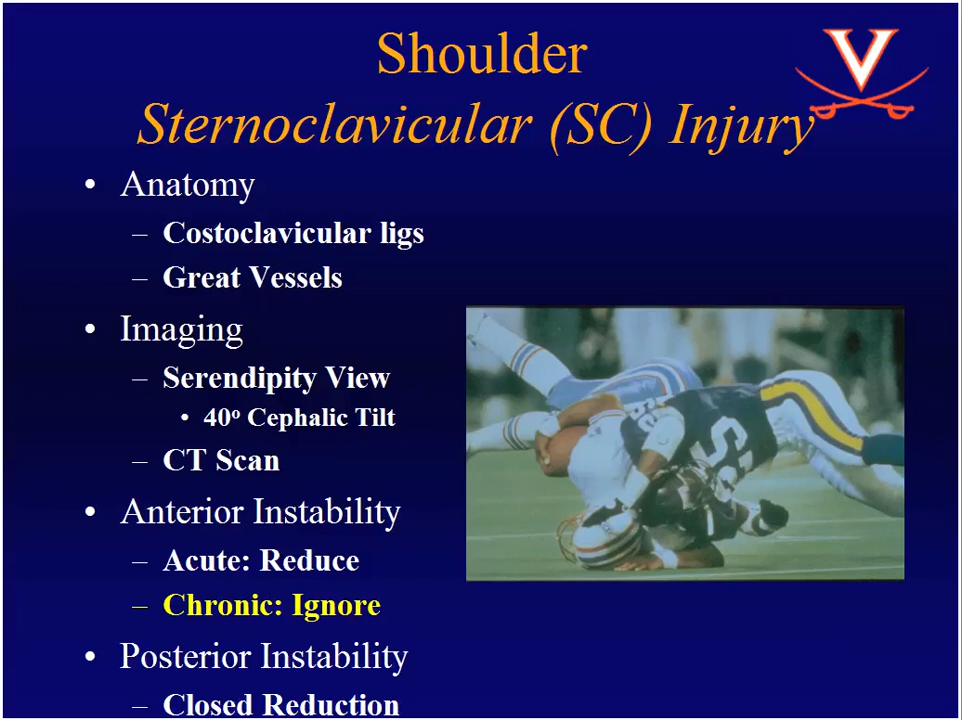 Shoulder
Sternoclavicular (SC) Injury
• Anatomy
– Costoclavicular ligs
– Great Vessels
• Imaging
– Serendipity View
• 40º Cephalic Tilt
– CT Scan
• Anterior Instability
– Acute: Reduce
– Chronic: Ignore
• Posterior Instability
– Closed Reduction